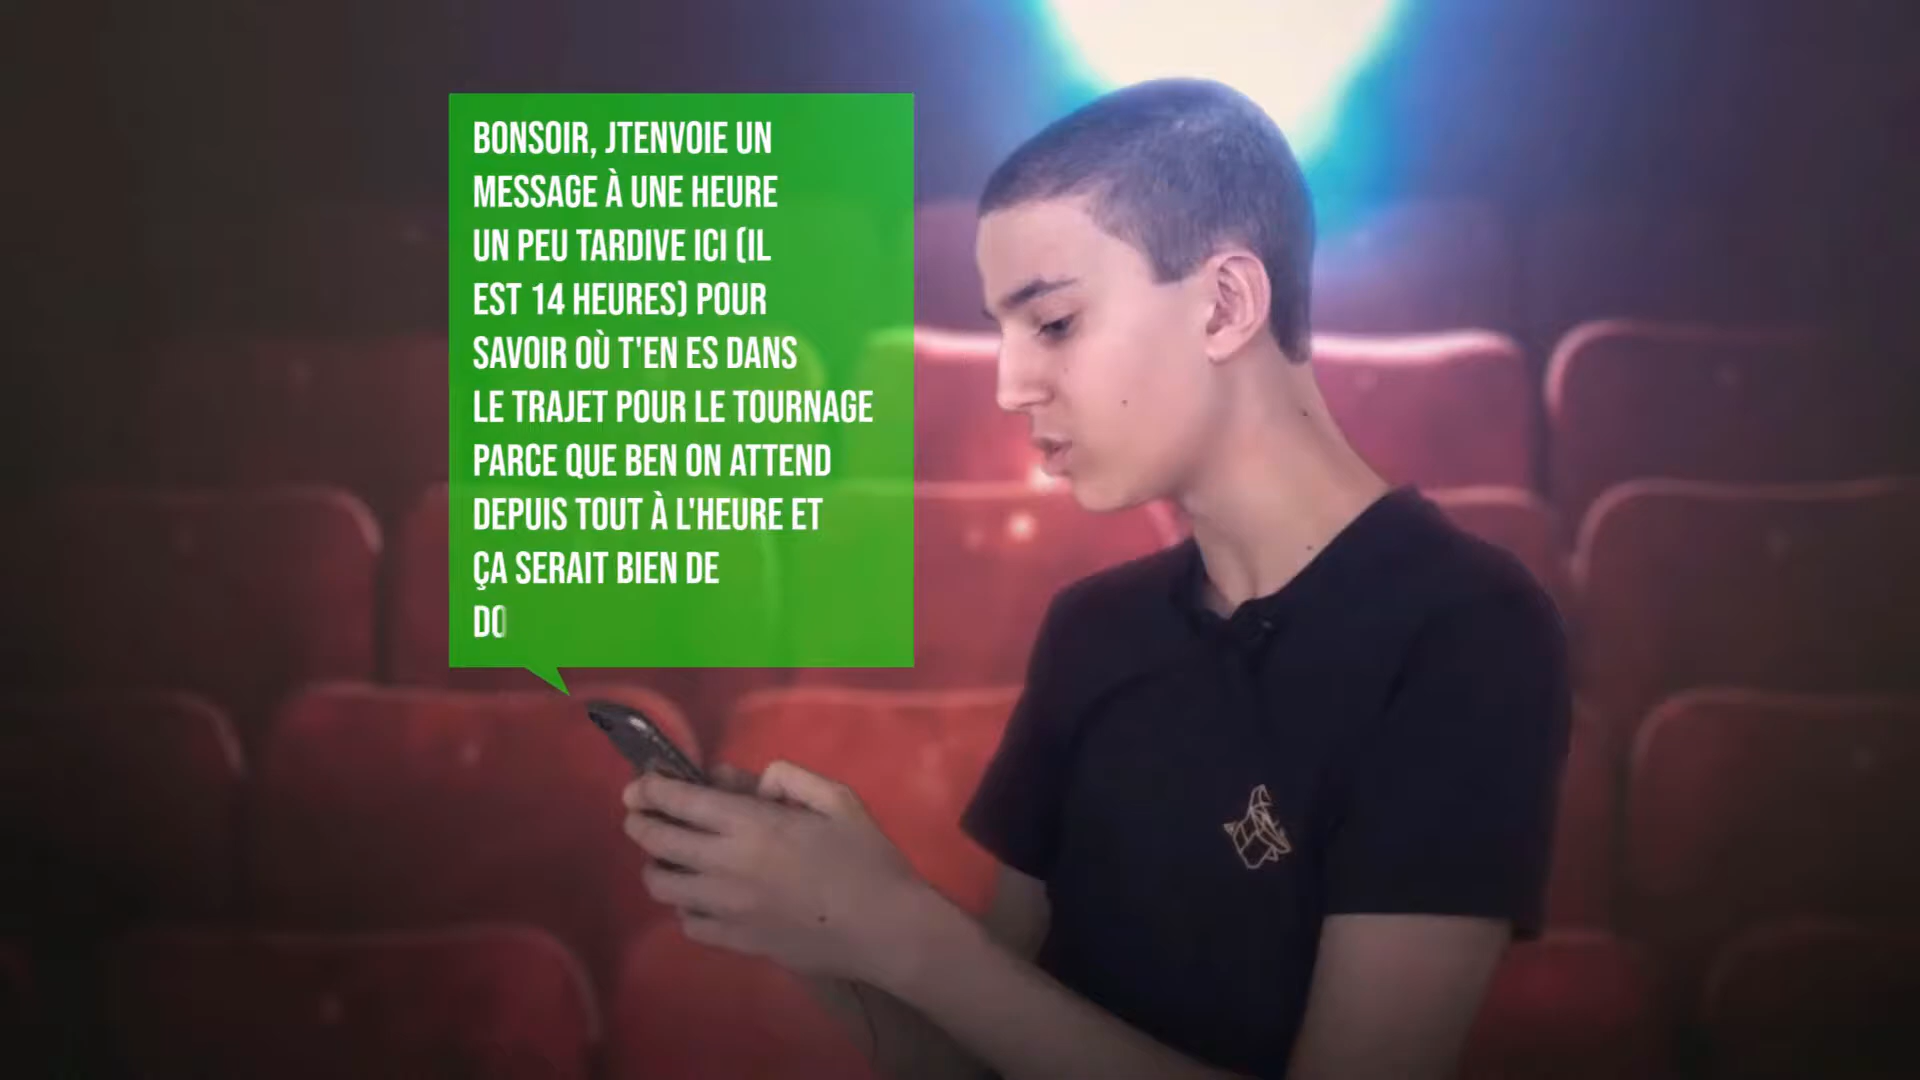 BONSOIR, JTENVOIE UN
MESSAGE À UNE HEURE
UN PEU TARDIVE ICI (IL
EST 14 HEURES) POUR
SAVOIR OÙ T'EN ES DANS
LE TRAJET POUR LE TOURNAGE
PARCE QUE BEN ON ATTEND
DEPUIS TOUT À L'HEURE ET
ÇA SERAIT BIEN DE
DO